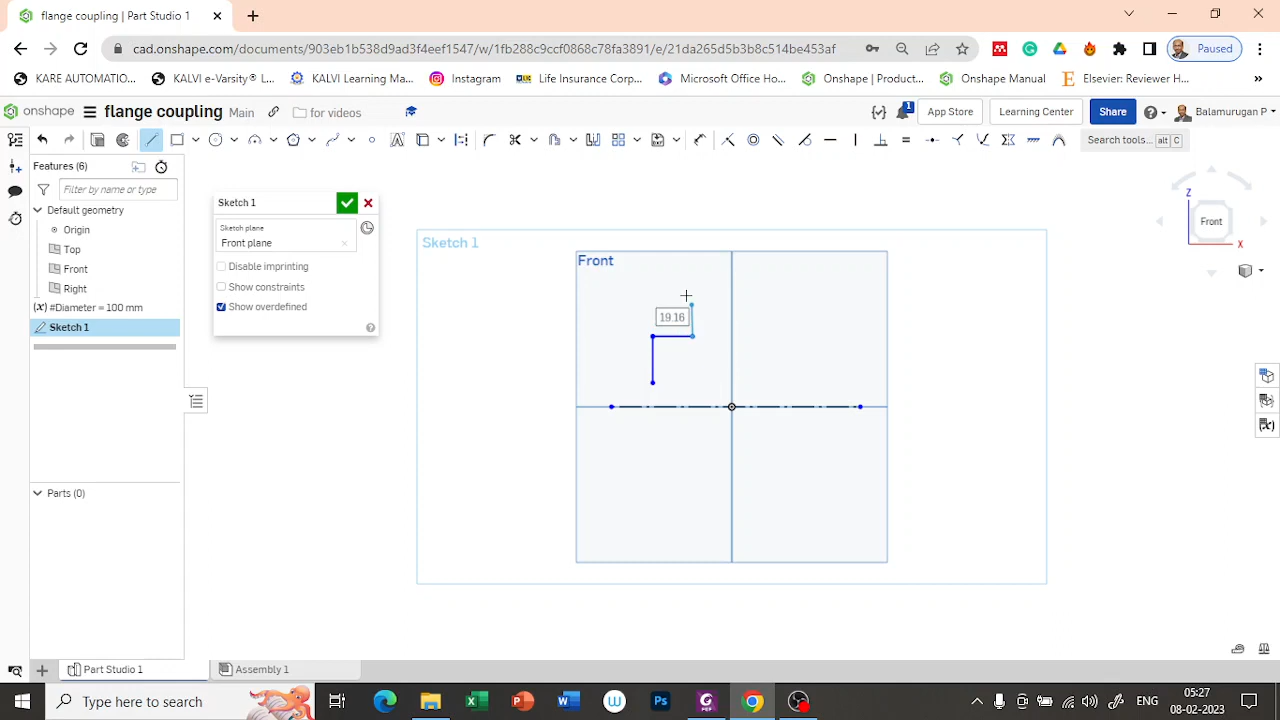 flange coupling | Part Studio 1
cad.onshape.com/document/903eb1b538d9ad3f4eef1547/w/1fb288c9ccf0868c78fa3891/e/21da265d5b3b8c514be453af
Paused
KARE AUTOMATIO...
KALVI e-Varsity® L...
KALVI Learning Ma...
Instagram
LIC
Life Insurance Corp...
Microsoft Office Ho...
Onshape | Product...
Onshape Manual
Elsevier: Reviewer H...
»
onshape
flange coupling
Main
for videos
1
App Store
Learning Center
Share
Balamurugan P
Search tools...
alt
C
Features (6)
Filter by name or type
Default geometry
Origin
Top
Front
Right
(x) #Diameter = 100 mm
Sketch 1
Parts (0)
Sketch 1
Sketch plane
Front plane
Disable imprinting
Show constraints
Show overdefined
Sketch 1
Front
19.16
Z
Front
X
Part Studio 1
Assembly 1
Type here to search
ENG
05:27
08-02-2023